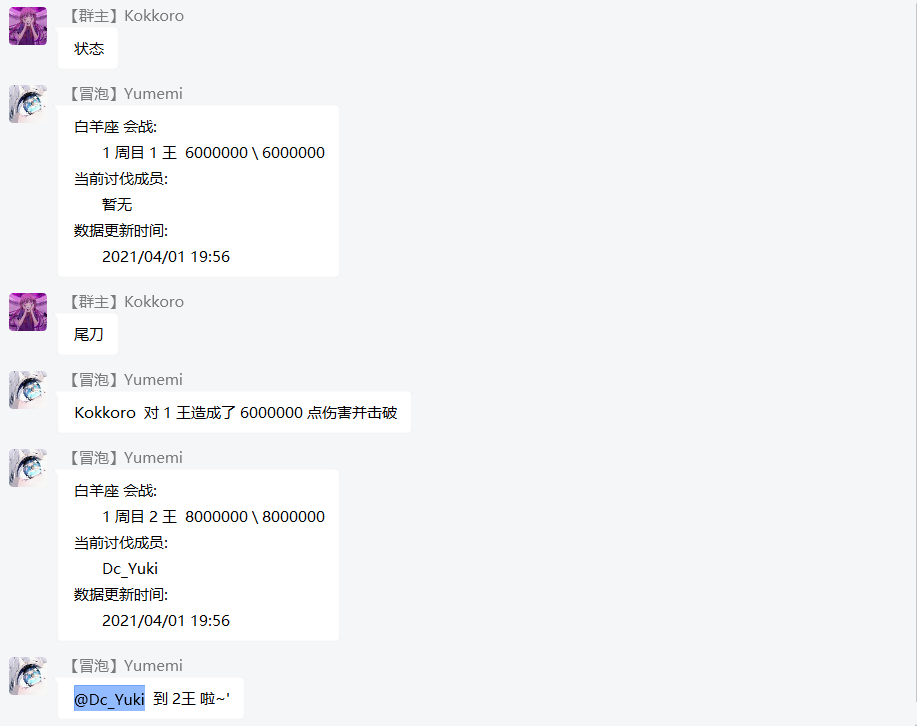 【群主】Kokkoro
状态
【冒泡】Yumemi
白羊座 会战:
1 周目 1 王 6000000 \ 6000000
当前讨伐成员:
暂无
数据更新时间:
2021/04/01 19:56
【群主】Kokkoro
尾刀
【冒泡】Yumemi
Kokkoro 对 1 王造成了 6000000 点伤害并击破
【冒泡】Yumemi
白羊座 会战:
1 周目 2 王 8000000 \ 8000000
当前讨伐成员:
Dc_Yuki
数据更新时间:
2021/04/01 19:56
【冒泡】Yumemi
@Dc_Yuki 到 2王 啦~'